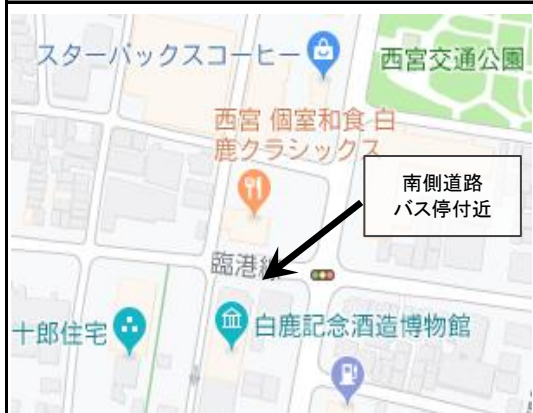 スターバックスコーヒー
西宮交通公園
西宮 個室和食 白
鹿クラシックス
南側道路
バス停付近
臨港線
十郎住宅
白鹿記念酒造博物館